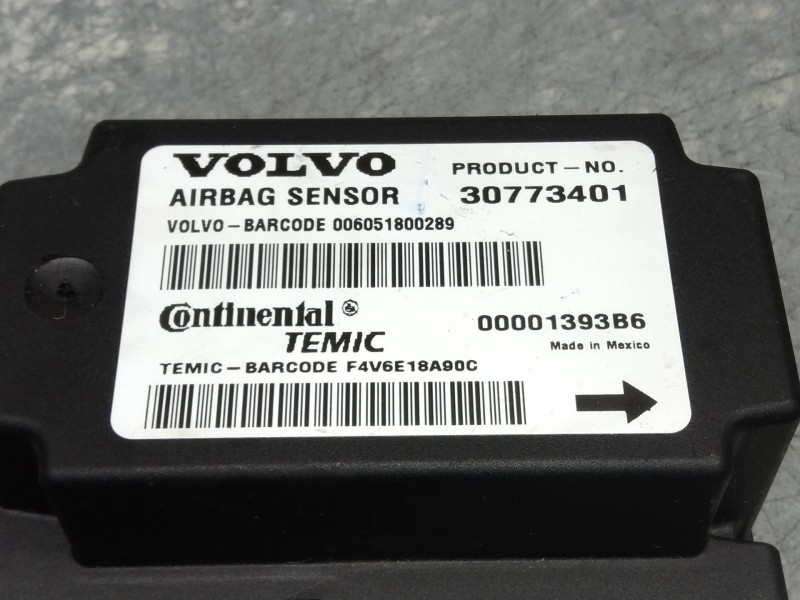 VOLVO PRODUCT-NO.
AIRBAG SENSOR 30773401
VOLVO-BARCODE 006051800289
Continental 00001393B6
TEMIC Made in Mexico
TEMIC-BARCODE F4V6E18A90C